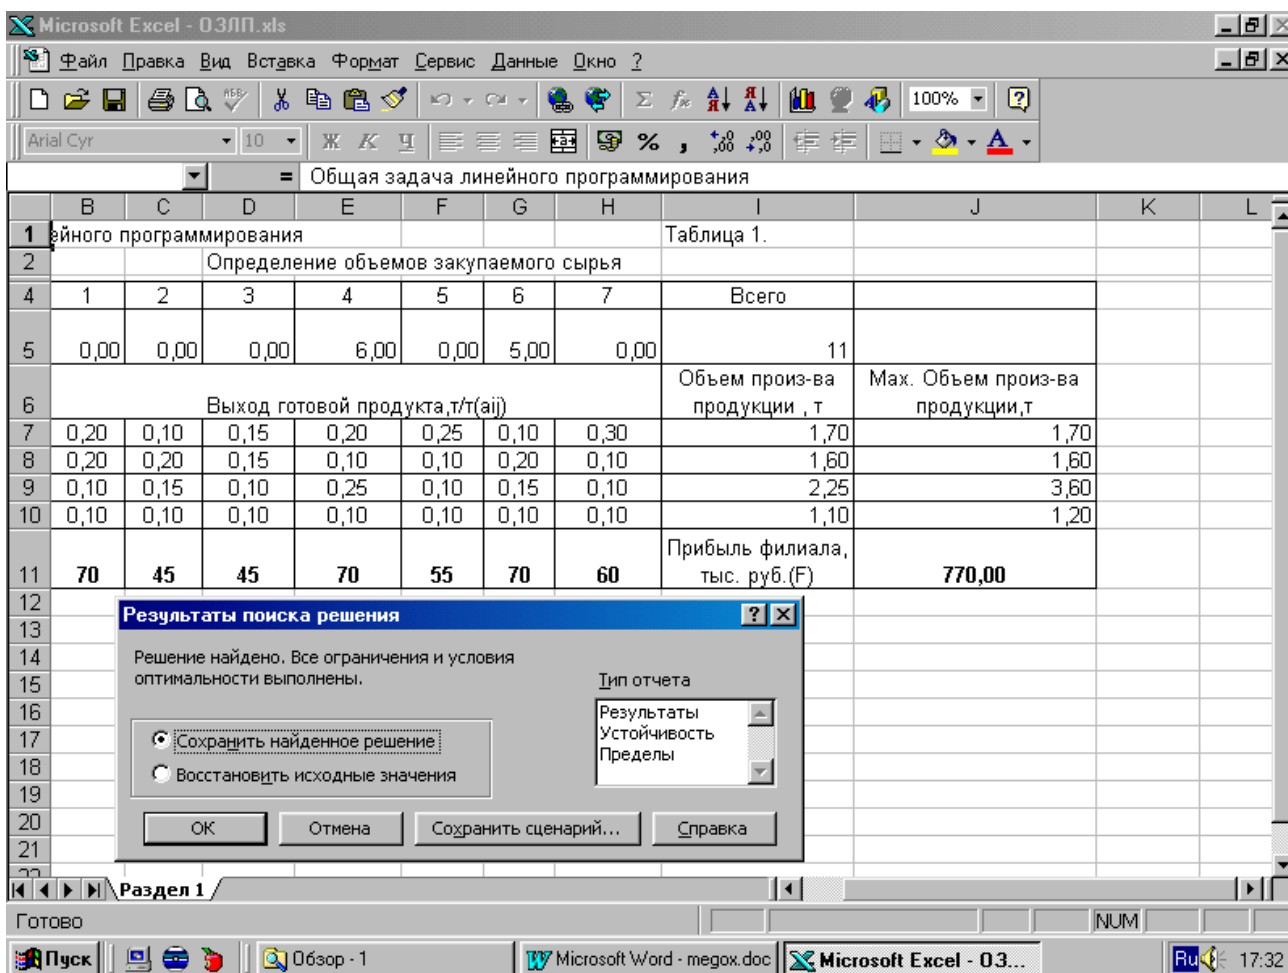 Microsoft Excel - ОЗЛП.xls
Файл Правка Вид Вставка Формат Сервис Данные Окно ?
100%
Arial Cyr 10 Ж К Ч % ,
= Общая задача линейного программирования
B C D E F G H I J K L
1 ейного программирования Таблица 1.
2 Определение объемов закупаемого сырья
4 1 2 3 4 5 6 7 Всего
5 0,00 0,00 0,00 6,00 0,00 5,00 0,00 11
Объем произ-ва Мах. Объем произ-ва
6 Выход готовой продукта,т/т(aij) продукции , т продукции,т
7 0,20 0,10 0,15 0,20 0,25 0,10 0,30 1,70 1,70
8 0,20 0,20 0,15 0,10 0,10 0,20 0,10 1,60 1,60
9 0,10 0,15 0,10 0,25 0,10 0,15 0,10 2,25 3,60
10 0,10 0,10 0,10 0,10 0,10 0,10 0,10 1,10 1,20
Прибыль филиала,
11 70 45 45 70 55 70 60 тыс. руб.(F) 770,00
12
Результаты поиска решения
13
14 Решение найдено. Все ограничения и условия
15 оптимальности выполнены. Тип отчета
16 Результаты
17 Сохранить найденное решение Устойчивость
Пределы
18 Восстановить исходные значения
19
20 ОК Отмена Сохранить сценарий... Справка
21
Раздел 1
Готово NUM
Пуск Обзор - 1 Microsoft Word - megox.doc Microsoft Excel - ОЗ... Ru 17:32